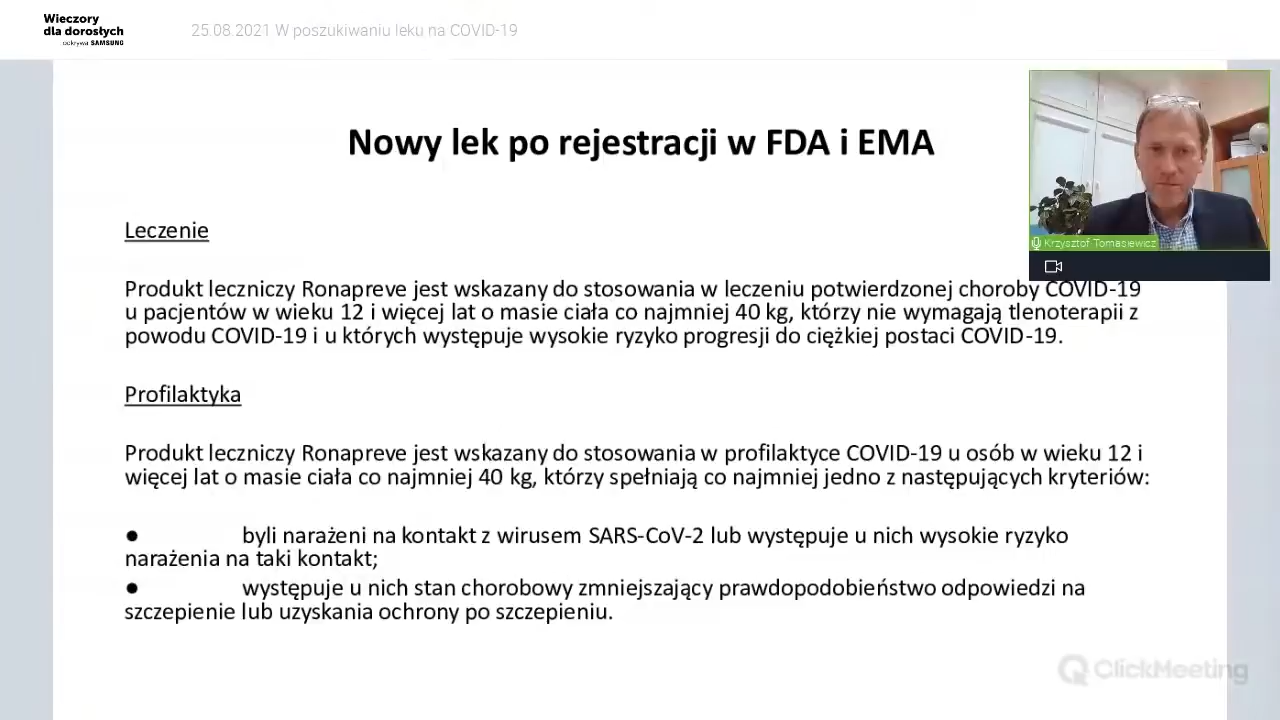 Wieczory
dla dorosłych
odkrywa SAMSUNG
25.08.2021 W poszukiwaniu leku na COVID-19
Nowy lek po rejestracji w FDA i EMA
Krzysztof Tomasiewicz
Leczenie
Produkt leczniczy Ronapreve jest wskazany do stosowania w leczeniu potwierdzonej choroby COVID-19
u pacjentów w wieku 12 i więcej lat o masie ciała co najmniej 40 kg, którzy nie wymagają tlenoterapii z
powodu COVID-19 i u których występuje wysokie ryzyko progresji do ciężkiej postaci COVID-19.
Profilaktyka
Produkt leczniczy Ronapreve jest wskazany do stosowania w profilaktyce COVID-19 u osób w wieku 12 i
więcej lat o masie ciała co najmniej 40 kg, którzy spełniają co najmniej jedno z następujących kryteriów:
● byli narażeni na kontakt z wirusem SARS-CoV-2 lub występuje u nich wysokie ryzyko
narażenia na taki kontakt;
● występuje u nich stan chorobowy zmniejszający prawdopodobieństwo odpowiedzi na
szczepienie lub uzyskania ochrony po szczepieniu.
ClickMeeting